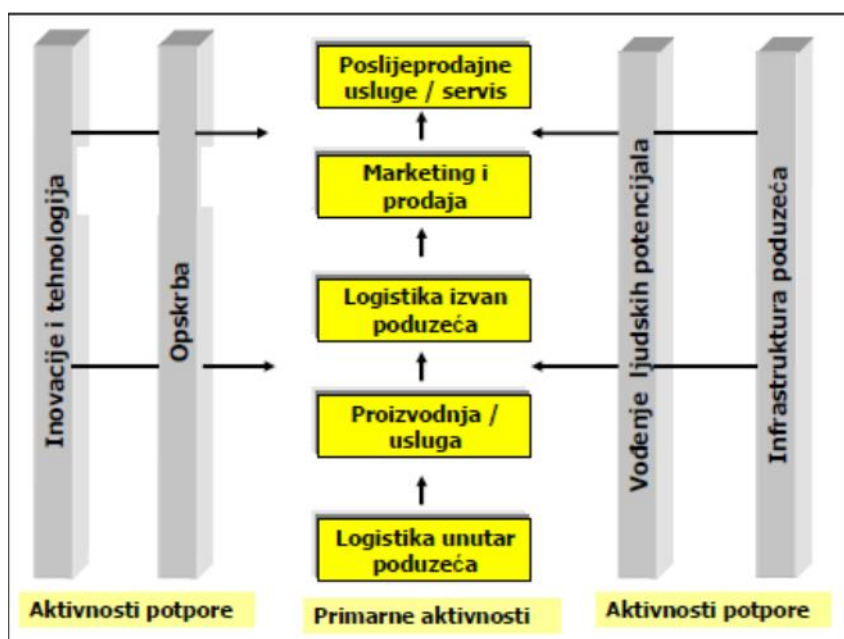 Poslijeprodajne
usluge / servis
Marketing i
prodaja
Logistika izvan
poduzeća
Proizvodnja /
usluga
Logistika unutar
poduzeća
Inovacije i tehnologija
Opskrba
Vođenje ljudskih potencijala
Infrastruktura poduzeća
Aktivnosti potpore
Primarne aktivnosti
Aktivnosti potpore